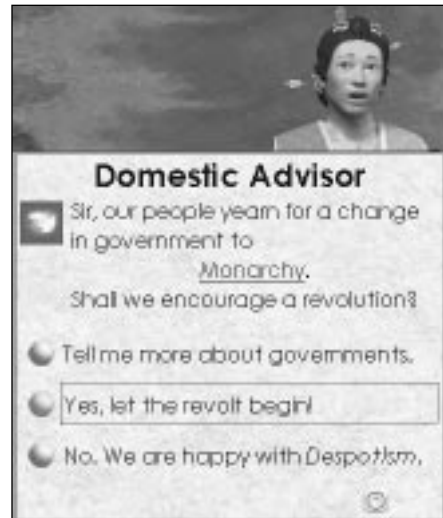 Domestic Advisor
Sir, our people yearn for a change
in government to
Monarchy.
Shall we encourage a revolution?
Tell me more about governments.
Yes, let the revolt begin!
No. We are happy with Despotism.